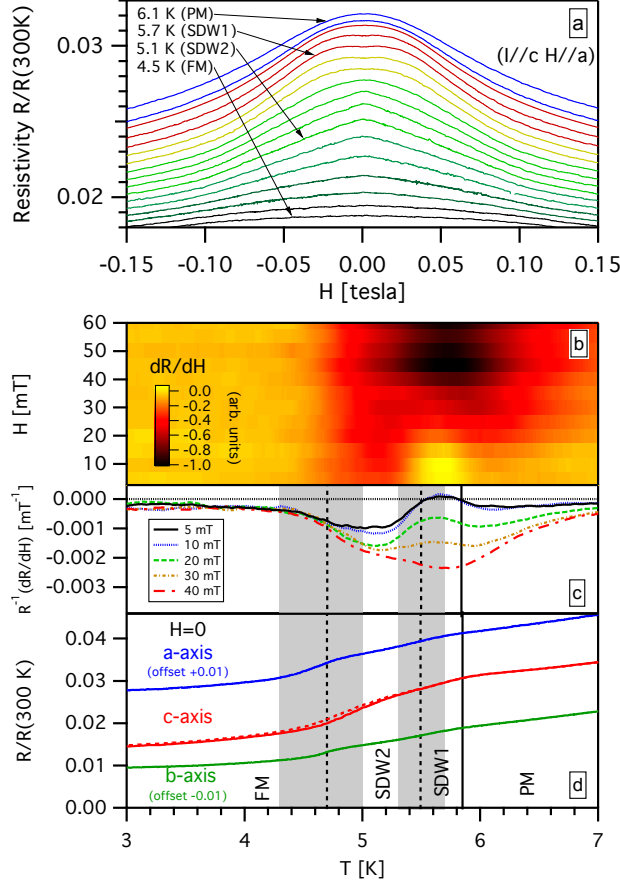 6.1 K (PM)
5.7 K (SDW1)
5.1 K (SDW2)
4.5 K (FM)
a
(I//c H//a)
Resistivity R/R(300K)
0.03
0.02
-0.15 -0.10 -0.05 0.00 0.05 0.10 0.15
H [tesla]
b
H [mT]
60
50
40
30
20
10
dR/dH
0.0
-0.2
-0.4
-0.6
-0.8
-1.0
(arb. units)
R⁻¹(dR/dH) [mT⁻¹]
0.000
-0.001
-0.002
-0.003
5 mT
10 mT
20 mT
30 mT
40 mT
c
R/R(300 K)
0.04
0.03
0.02
0.01
0.00
H=0
a-axis
(offset +0.01)
c-axis
b-axis
(offset -0.01)
FM
SDW2
SDW1
PM
d
3 4 5 6 7
T [K]